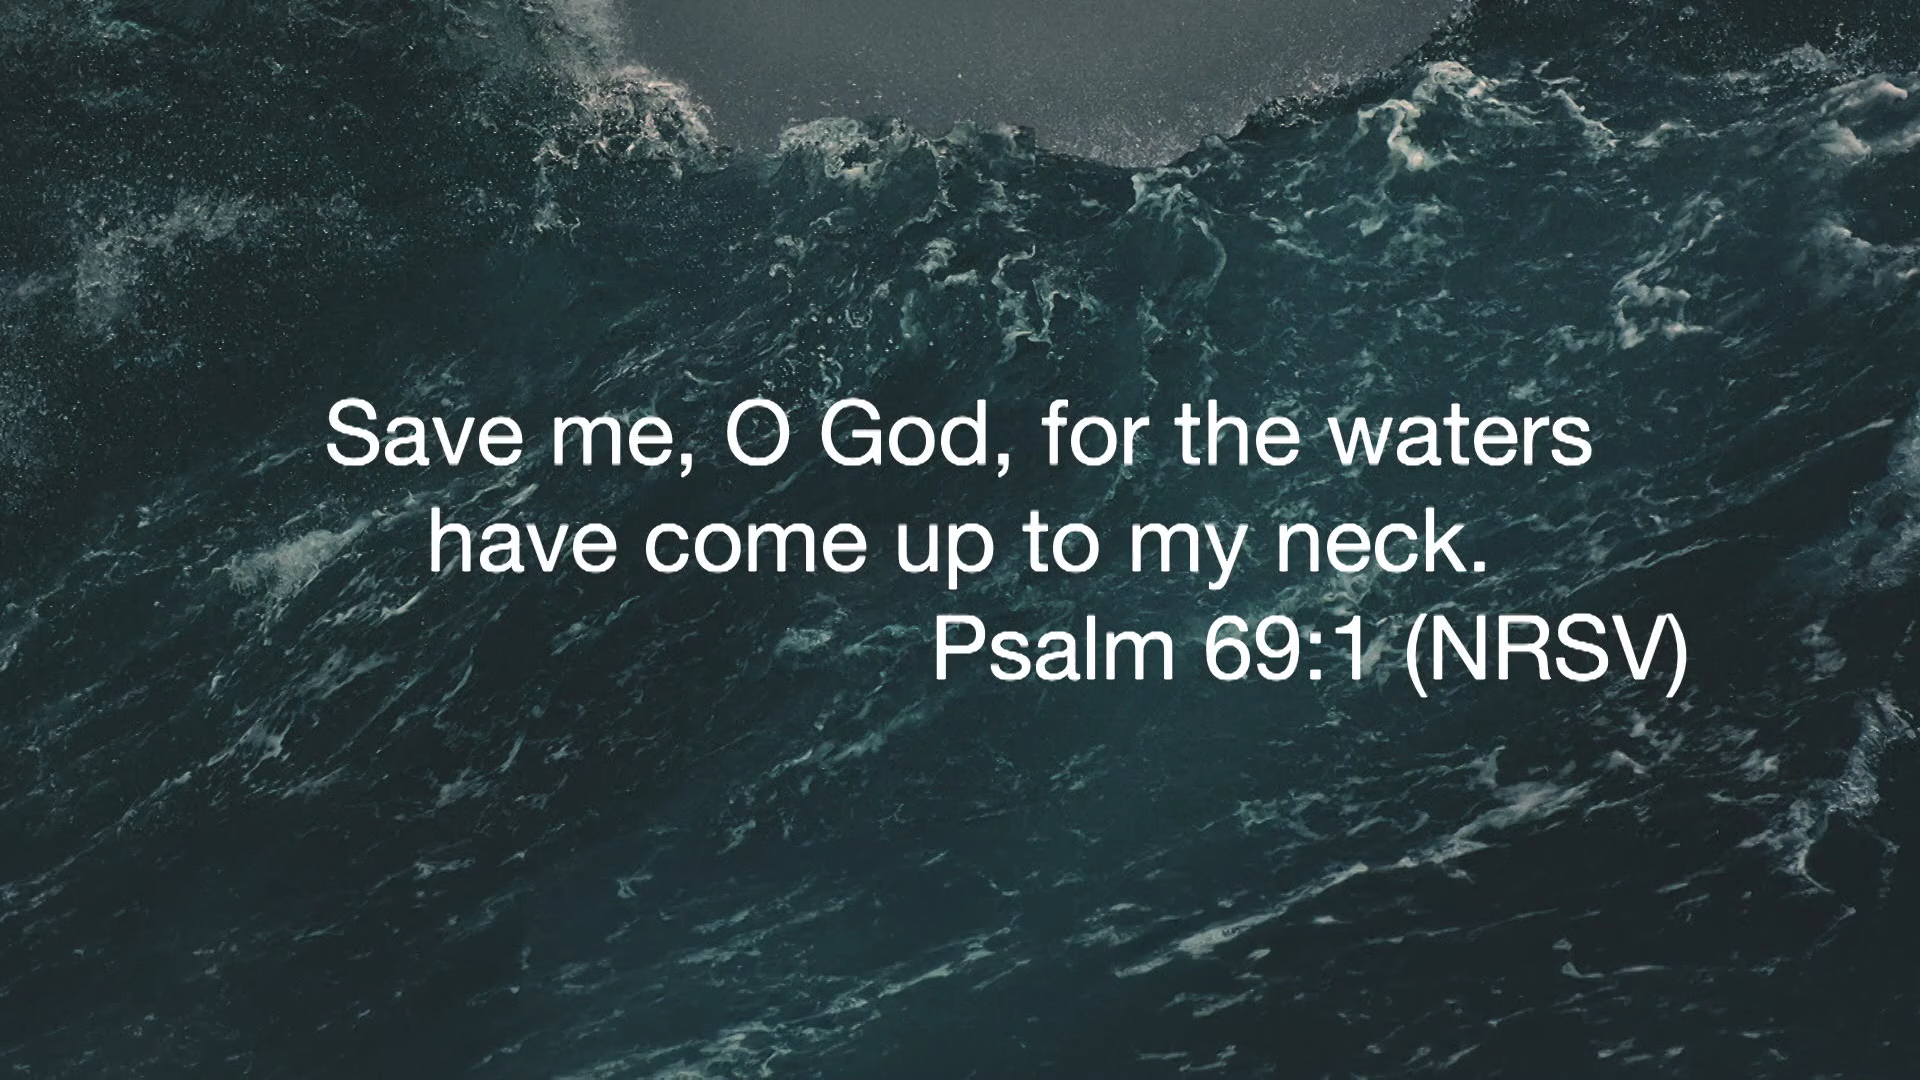 Save me, O God, for the waters
have come up to my neck.
Psalm 69:1 (NRSV)